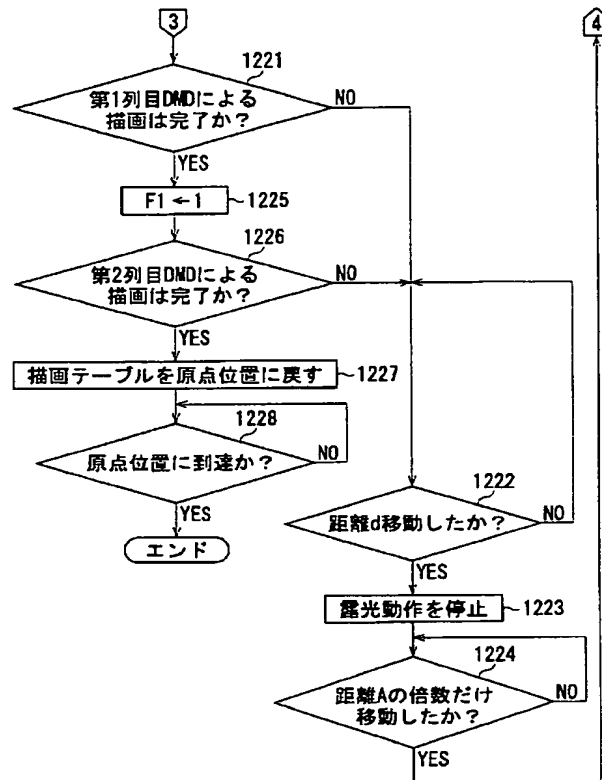 3
4
1221
第1列目DMDによる
描画は完了か？
NO
YES
F1←1
1225
1226
第2列目DMDによる
描画は完了か？
NO
YES
描画テーブルを原点位置に戻す
1227
1228
原点位置に到達か？
NO
YES
エンド
1222
距離d移動したか？
NO
YES
露光動作を停止
1223
1224
距離Aの倍数だけ
移動したか？
NO
YES